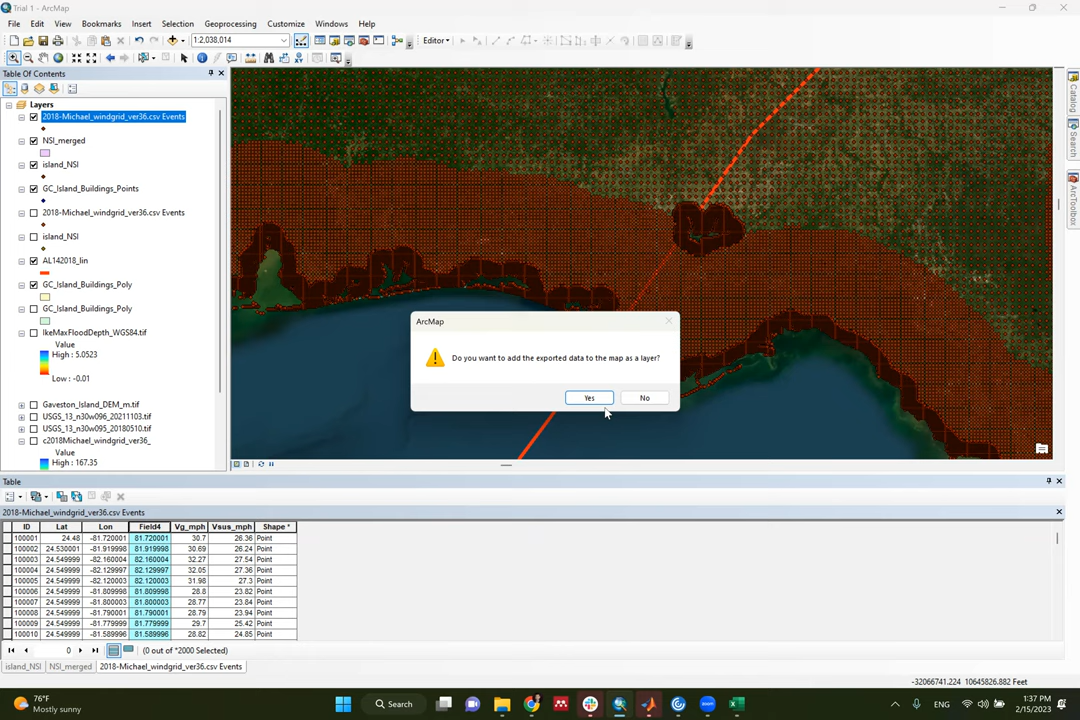 Trial 1 - ArcMap
File Edit View Bookmarks Insert Selection Geoprocessing Customize Windows Help
1:2,038,014
Editor
Table Of Contents
Layers
2018-Michael_windgrid_ver36.csv Events
NSI_merged
island_NSI
GC_Island_Buildings_Points
2018-Michael_windgrid_ver36.csv Events
island_NSI
AL142018_lin
GC_Island_Buildings_Poly
GC_Island_Buildings_Poly
IkeMaxFloodDepth_WGS84.tif
Value
High : 5.0523
Low : -0.01
Gaveston_Island_DEM_m.tif
USGS_13_n30w096_20211103.tif
USGS_13_n30w095_20180510.tif
c2018Michael_windgrid_ver36_
Value
High : 167.35
Catalog
Search
ArcToolbox
ArcMap
Do you want to add the exported data to the map as a layer?
Yes No
Table
2018-Michael_windgrid_ver36.csv Events
ID Lat Lon Field4 Vg_mph Vsus_mph Shape *
100001 24.48 -81.720001 81.720001 30.7 26.36 Point
100002 24.530001 -81.919998 81.919998 30.69 26.24 Point
100003 24.549999 -82.160004 82.160004 32.27 27.54 Point
100004 24.549999 -82.129997 82.129997 32.05 27.36 Point
100005 24.549999 -82.120003 82.120003 31.98 27.3 Point
100006 24.549999 -81.809998 81.809998 28.8 23.82 Point
100007 24.549999 -81.800003 81.800003 28.77 23.84 Point
100008 24.549999 -81.790001 81.790001 28.79 23.94 Point
100009 24.549999 -81.779999 81.779999 29.7 25.42 Point
100010 24.549999 -81.589996 81.589996 28.82 24.85 Point
0 (0 out of *2000 Selected)
island_NSI NSI_merged 2018-Michael_windgrid_ver36.csv Events
-32066741.224 10645826.882 Feet
76°F
Mostly sunny
Search
ENG
1:37 PM
2/15/2023